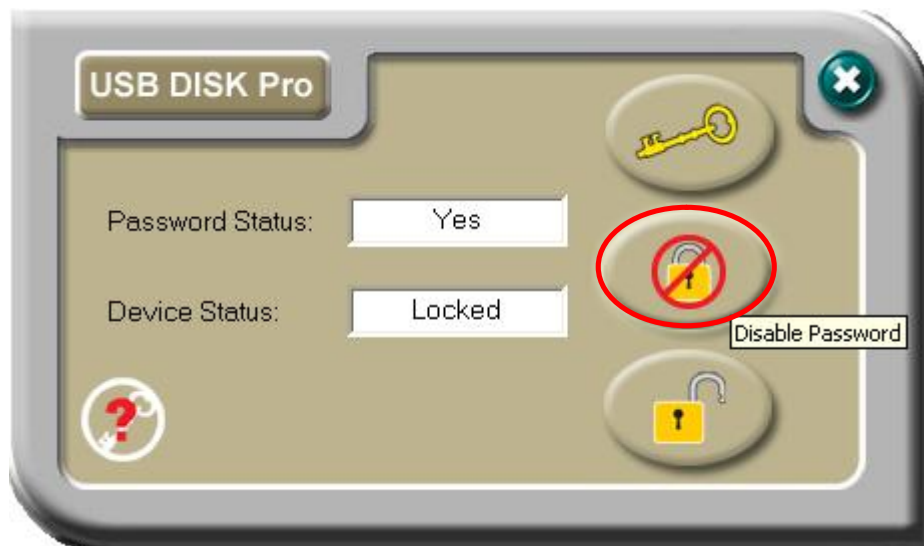 USB DISK Pro
Password Status:
Yes
Device Status:
Locked
Disable Password
?